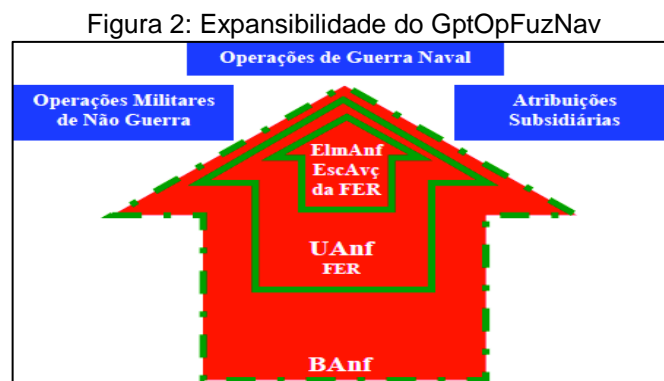 Figura 2: Expansibilidade do GptOpFuzNav
Operações de Guerra Naval
Operações Militares
de Não Guerra
Atribuições
Subsidiárias
ElmAnf
EscAvç
da FER
UAnf
FER
BAnf